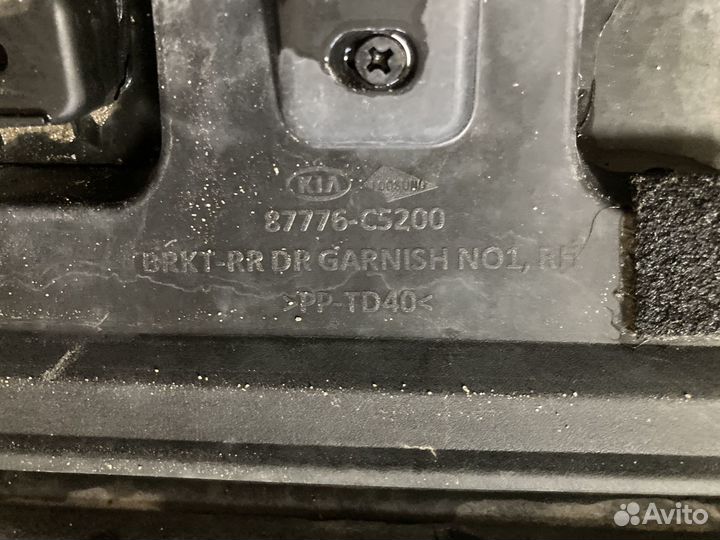 KIA
87776-C5200
BRKT-RR DR GARNISH NO1, RH
>PP-TD40<
Avito